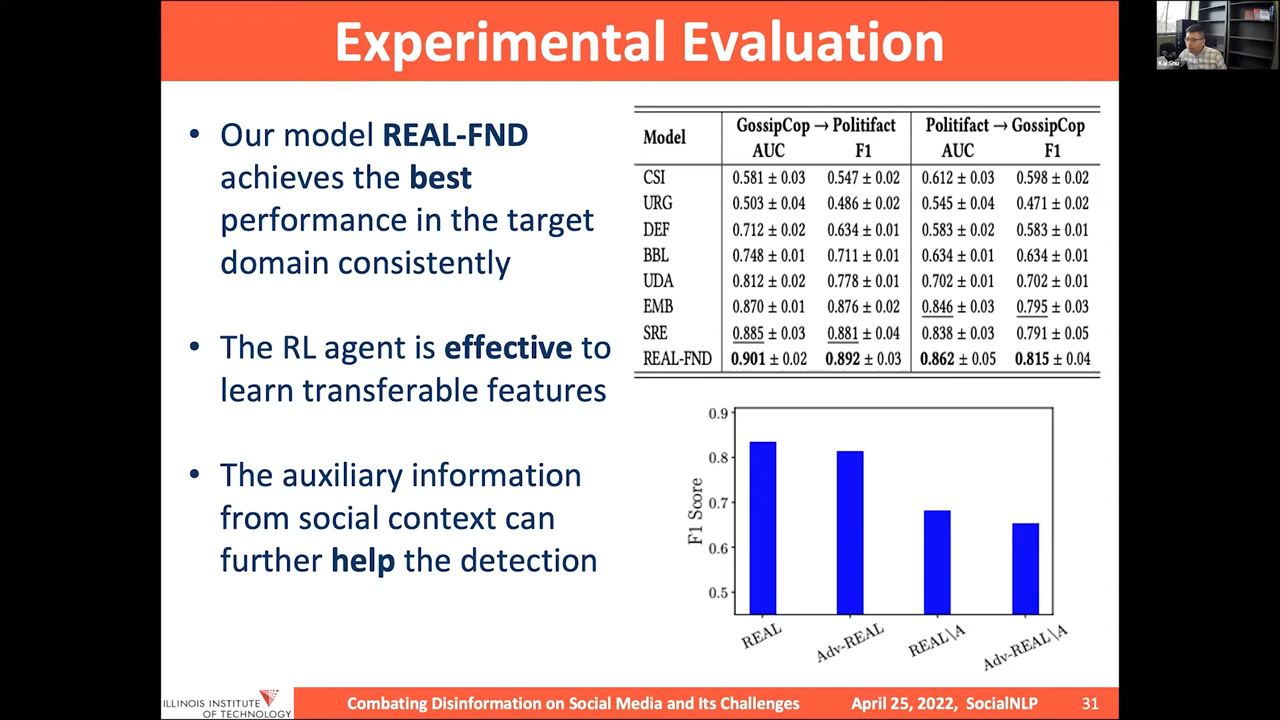 Experimental Evaluation
• Our model REAL-FND
achieves the best
performance in the target
domain consistently
• The RL agent is effective to
learn transferable features
• The auxiliary information
from social context can
further help the detection
Model GossipCop → Politifact Politifact → GossipCop
AUC F1 AUC F1
CSI 0.581 ± 0.03 0.547 ± 0.02 0.612 ± 0.03 0.598 ± 0.02
URG 0.503 ± 0.04 0.486 ± 0.02 0.545 ± 0.04 0.471 ± 0.02
DEF 0.712 ± 0.02 0.634 ± 0.01 0.583 ± 0.02 0.583 ± 0.01
BBL 0.748 ± 0.01 0.711 ± 0.01 0.634 ± 0.01 0.634 ± 0.01
UDA 0.812 ± 0.02 0.778 ± 0.01 0.702 ± 0.01 0.702 ± 0.01
EMB 0.870 ± 0.01 0.876 ± 0.02 0.846 ± 0.03 0.795 ± 0.03
SRE 0.885 ± 0.03 0.881 ± 0.04 0.838 ± 0.03 0.791 ± 0.05
REAL-FND 0.901 ± 0.02 0.892 ± 0.03 0.862 ± 0.05 0.815 ± 0.04
0.9
0.8
0.7
0.6
0.5
F1 Score
REAL Adv-REAL REAL\A Adv-REAL\A
ILLINOIS INSTITUTE
OF TECHNOLOGY
Combating Disinformation on Social Media and Its Challenges April 25, 2022, SocialNLP 31
Kai Shu